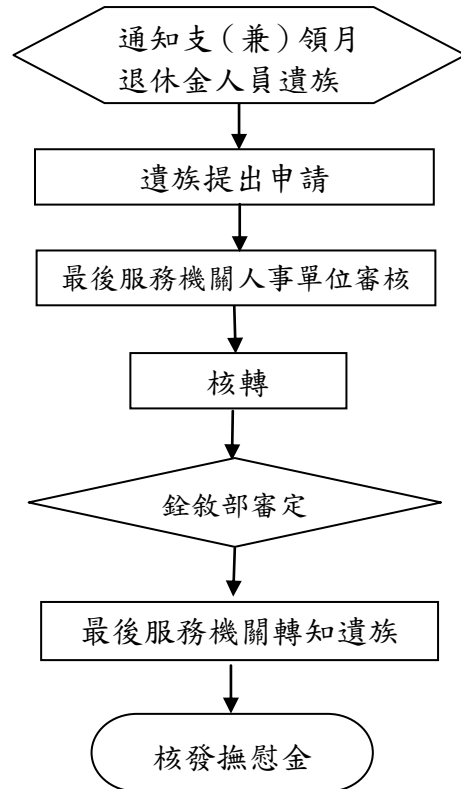 通知支（兼）領月
退休金人員遺族
遺族提出申請
最後服務機關人事單位審核
核轉
銓敘部審定
最後服務機關轉知遺族
核發撫慰金